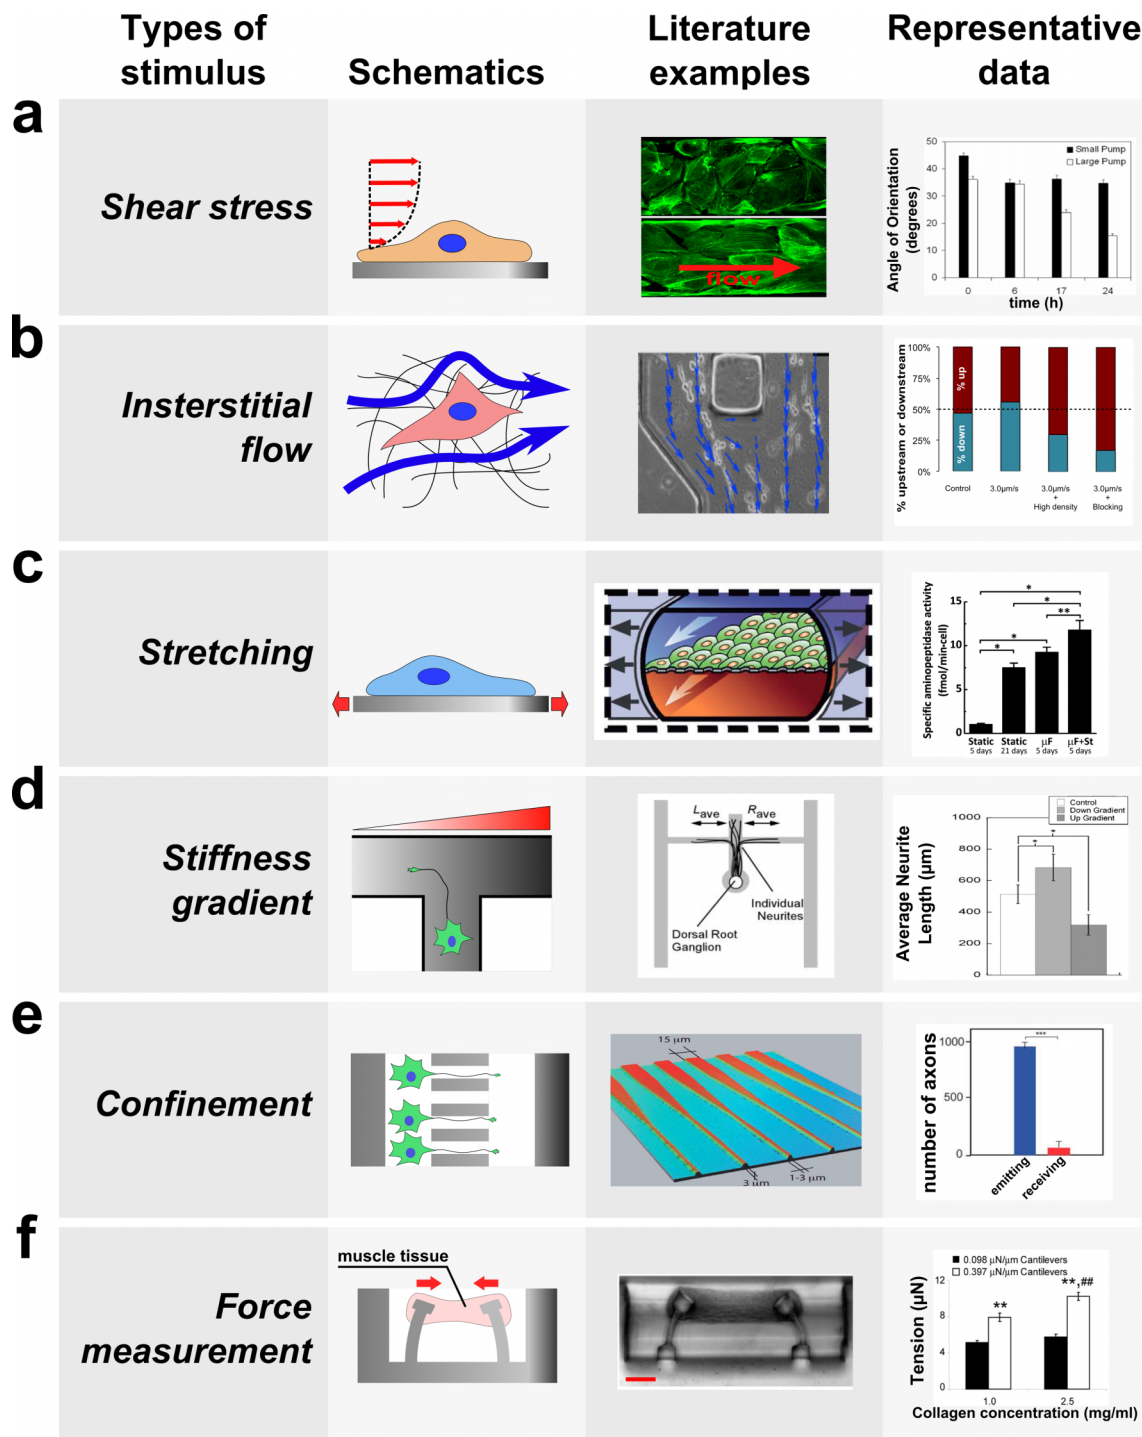 Types of
stimulus
Schematics
Literature
examples
Representative
data
a
Shear stress
flow
Angle of Orientation
(degrees)
50
40
30
20
10
0
Small Pump
Large Pump
0 6 17 24
time (h)
b
Insterstitial
flow
% upstream or downstream
100%
75%
50%
25%
0%
% up
% down
Control
3.0µm/s
3.0µm/s
+
High density
3.0µm/s
+
Blocking
c
Stretching
Specific aminopeptidase activity
(fmol/min-cell)
15
10
5
0
* * ** * *
Static
5 days
Static
21 days
µF
5 days
µF+St
5 days
d
Stiffness
gradient
Lave
Rave
Individual
Neurites
Dorsal Root
Ganglion
Average Neurite
Length (µm)
1000
800
600
400
200
0
Control
Down Gradient
Up Gradient
e
Confinement
15 µm
3 µm
1-3 µm
number of axons
1000
500
0
***
emitting
receiving
f
Force
measurement
muscle tissue
Tension (µN)
12
8
4
0
0.098 µN/µm Cantilevers
0.397 µN/µm Cantilevers
**
**,##
1.0 2.5
Collagen concentration (mg/ml)